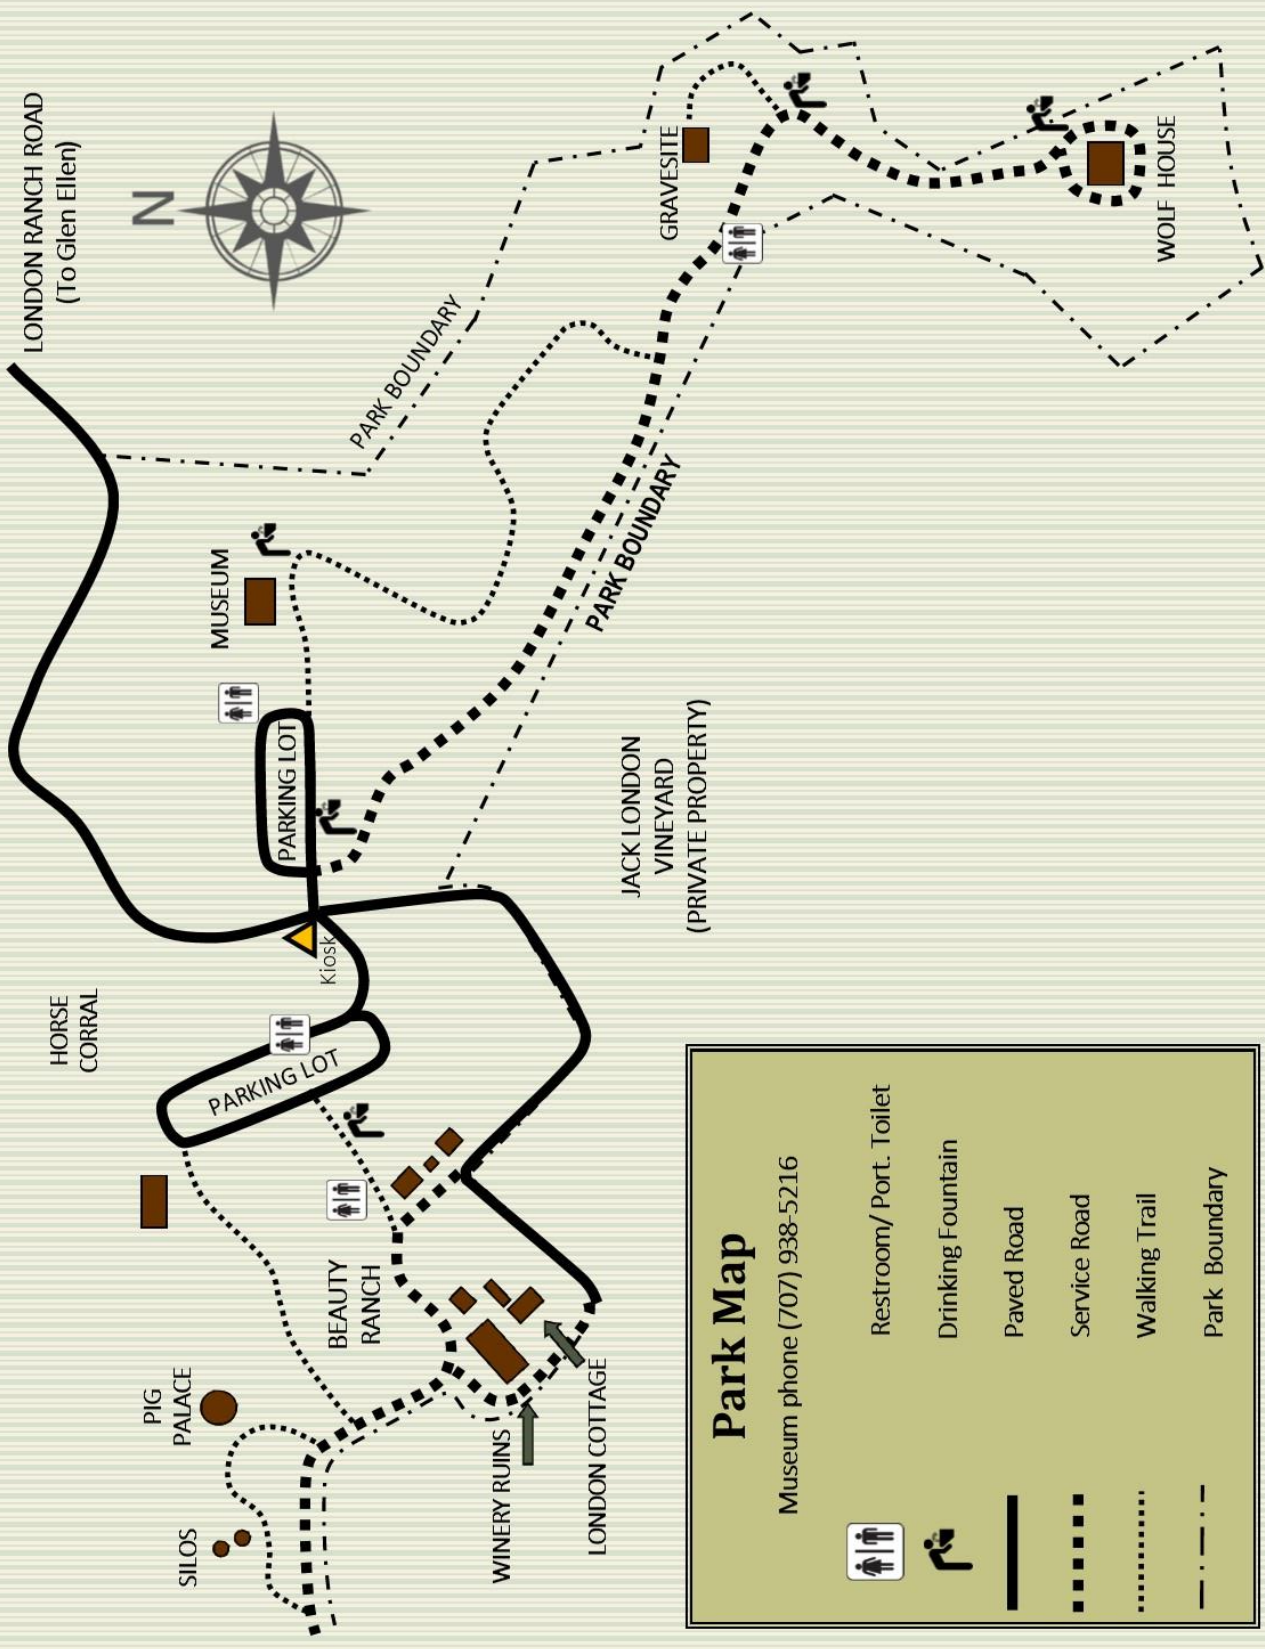 LONDON RANCH ROAD
(To Glen Ellen)
N
HORSE
CORRAL
PIG
PALACE
SILOS
MUSEUM
PARKING LOT
PARKING LOT
Kiosk
BEAUTY
RANCH
PARK BOUNDARY
WINERY RUINS
LONDON COTTAGE
PARK BOUNDARY
JACK LONDON
VINEYARD
(PRIVATE PROPERTY)
GRAVESITE
WOLF HOUSE
Park Map
Museum phone (707) 938-5216
Restroom/ Port. Toilet
Drinking Fountain
Paved Road
Service Road
Walking Trail
Park Boundary